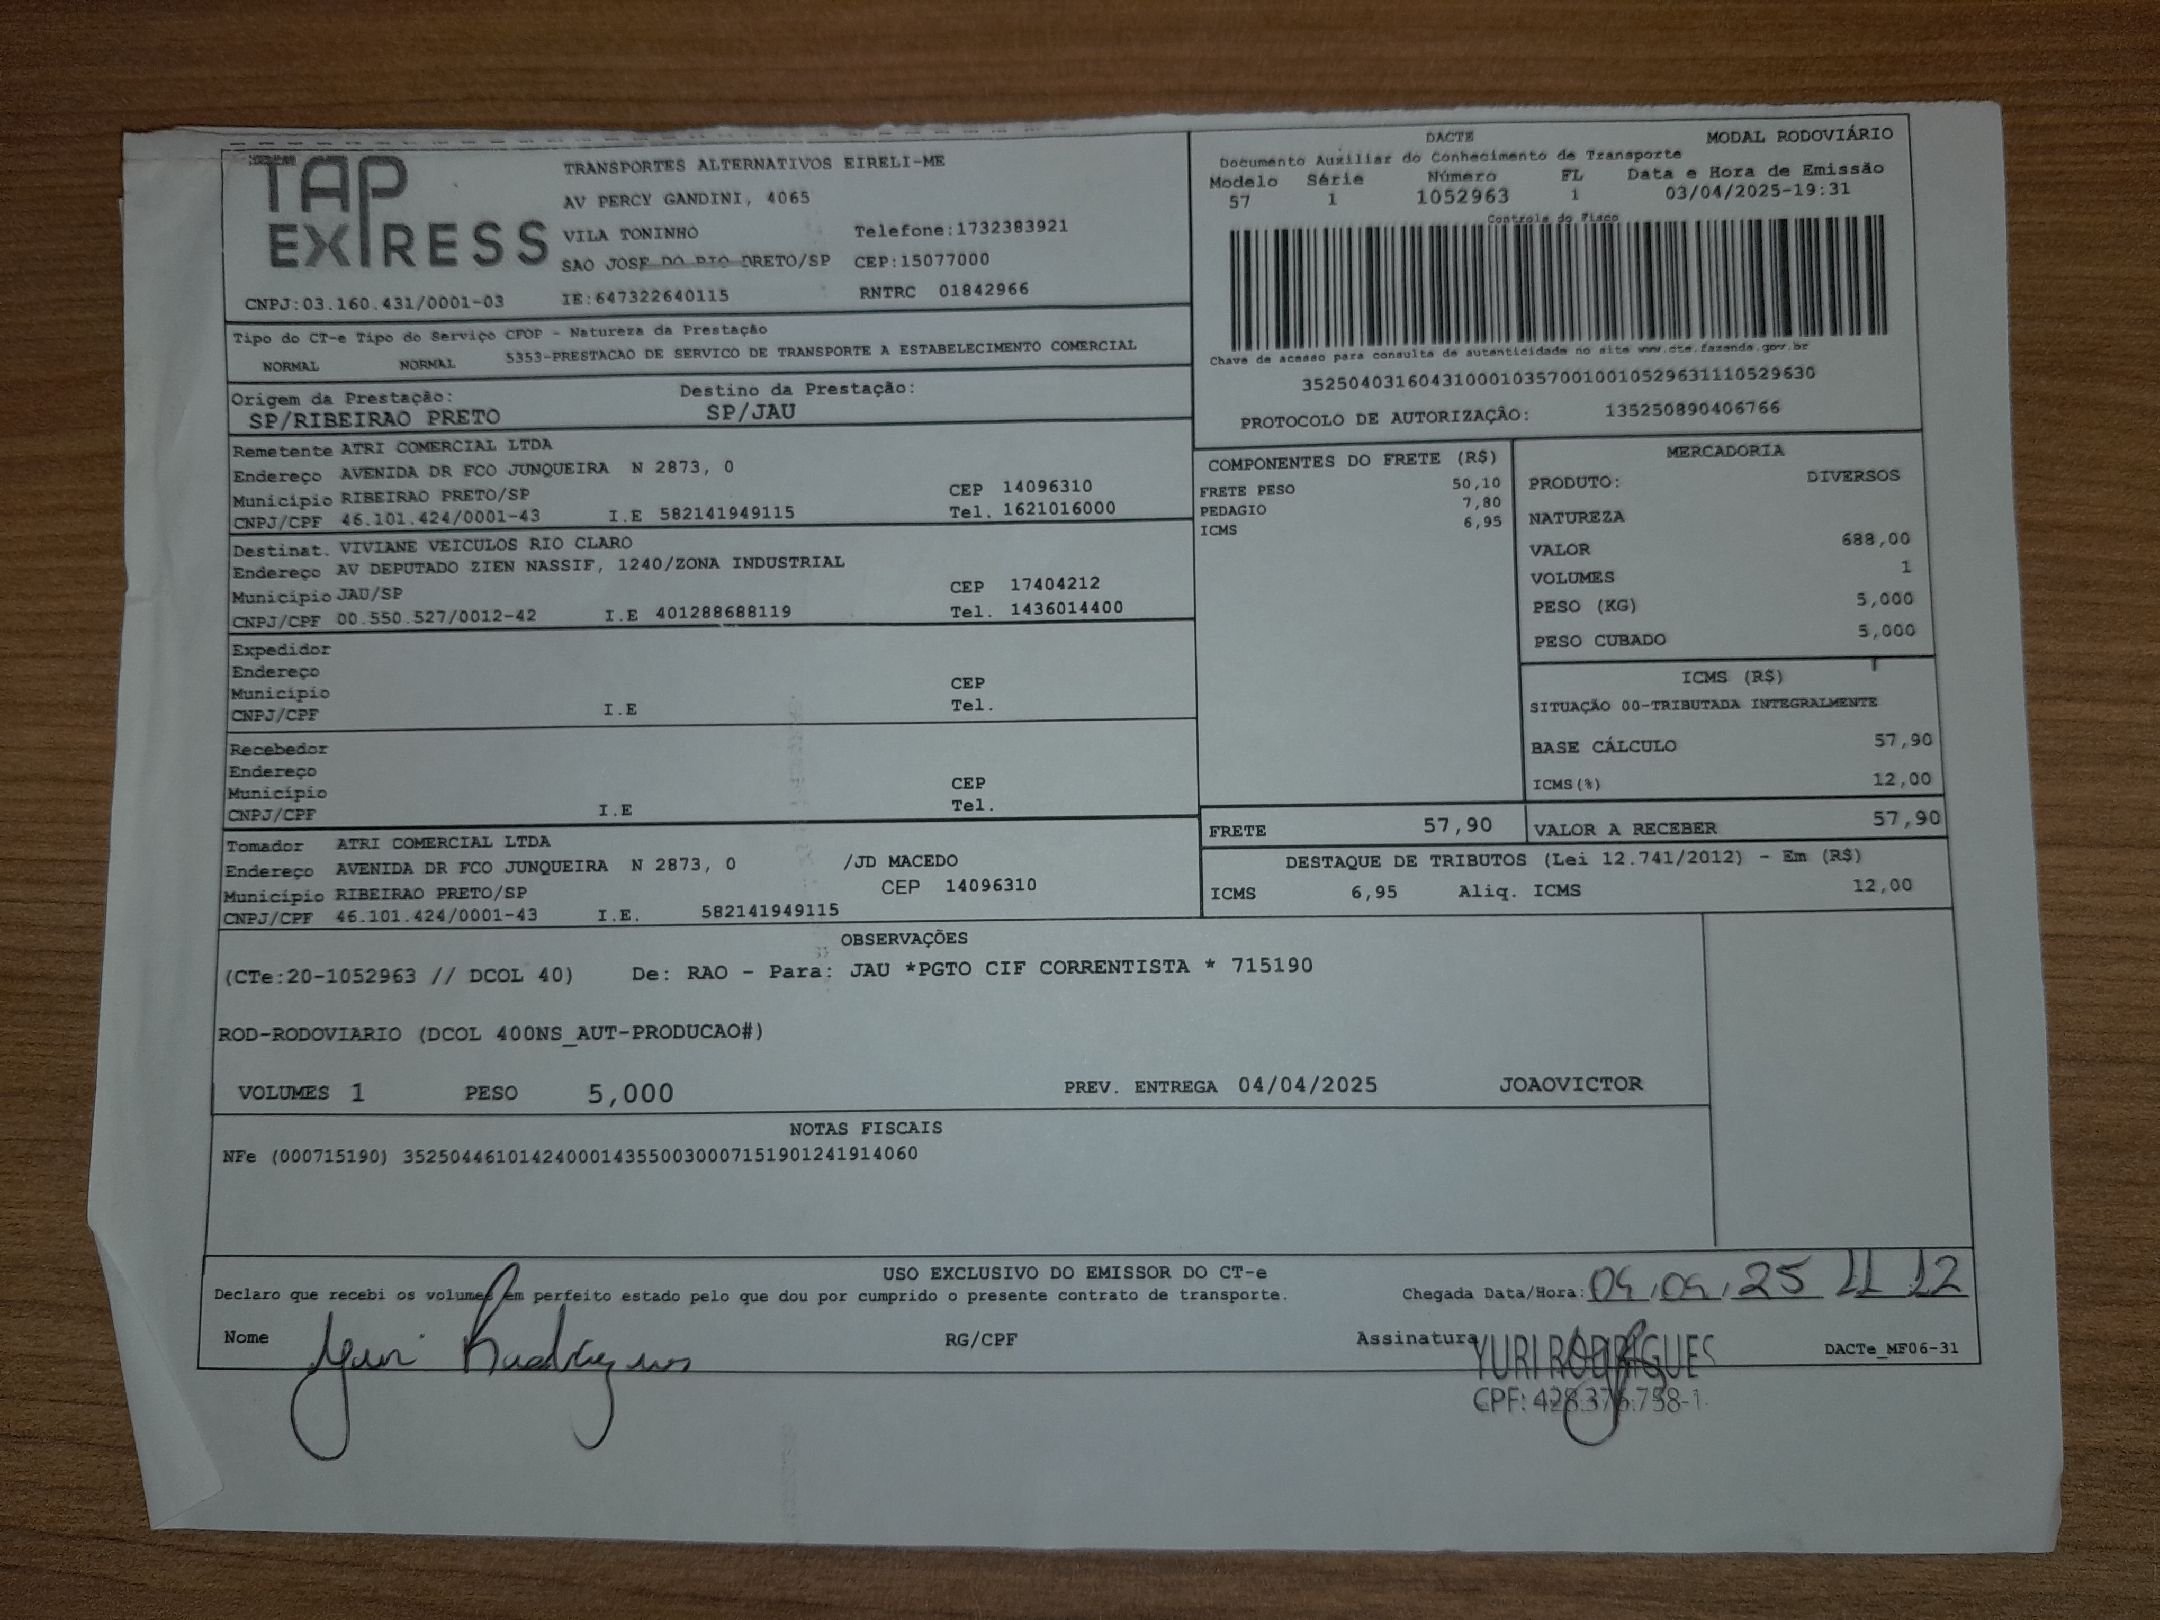 TAP EXPRESS
TRANSPORTES ALTERNATIVOS EIRELI-ME
AV PERCY GANDINI, 4065
VILA TONINHO Telefone:1732383921
SAO JOSE DO RIO PRETO/SP CEP:15077000
CNPJ:03.160.431/0001-03 IE:647322640115 RNTRC 01842966
DACTE MODAL RODOVIÁRIO
Documento Auxiliar do Conhecimento de Transporte
Modelo Série Número FL Data e Hora de Emissão
57 1 1052963 1 03/04/2025-19:31
Controle do Fisco
Chave de acesso para consulta de autenticidade no site www.cte.fazenda.gov.br
35250403160431000103570010010529631110529630
PROTOCOLO DE AUTORIZAÇÃO: 135250890406766
Tipo do CT-e Tipo do Serviço CFOP - Natureza da Prestação
NORMAL NORMAL 5353-PRESTACAO DE SERVICO DE TRANSPORTE A ESTABELECIMENTO COMERCIAL
Origem da Prestação: Destino da Prestação:
SP/RIBEIRAO PRETO SP/JAU
Remetente ATRI COMERCIAL LTDA
Endereço AVENIDA DR FCO JUNQUEIRA N 2873, 0
Município RIBEIRAO PRETO/SP CEP 14096310
CNPJ/CPF 46.101.424/0001-43 I.E 582141949115 Tel. 1621016000
Destinat. VIVIANE VEICULOS RIO CLARO
Endereço AV DEPUTADO ZIEN NASSIF, 1240/ZONA INDUSTRIAL
Município JAU/SP CEP 17404212
CNPJ/CPF 00.550.527/0012-42 I.E 401288688119 Tel. 1436014400
Expedidor
Endereço
Município CEP
CNPJ/CPF I.E Tel.
Recebedor
Endereço
Município CEP
CNPJ/CPF I.E Tel.
Tomador ATRI COMERCIAL LTDA
Endereço AVENIDA DR FCO JUNQUEIRA N 2873, 0 /JD MACEDO
Município RIBEIRAO PRETO/SP CEP 14096310
CNPJ/CPF 46.101.424/0001-43 I.E. 582141949115
COMPONENTES DO FRETE (R$)
FRETE PESO 50,10
PEDAGIO 7,80
ICMS 6,95
MERCADORIA
PRODUTO: DIVERSOS
NATUREZA
VALOR 688,00
VOLUMES 1
PESO (KG) 5,000
PESO CUBADO 5,000
ICMS (R$)
SITUAÇÃO 00-TRIBUTADA INTEGRALMENTE
BASE CÁLCULO 57,90
ICMS(%) 12,00
FRETE 57,90 VALOR A RECEBER 57,90
DESTAQUE DE TRIBUTOS (Lei 12.741/2012) - Em (R$)
ICMS 6,95 Aliq. ICMS 12,00
OBSERVAÇÕES
(CTe:20-1052963 // DCOL 40) De: RAO - Para: JAU *PGTO CIF CORRENTISTA * 715190
ROD-RODOVIARIO (DCOL 400NS_AUT-PRODUCAO#)
VOLUMES 1 PESO 5,000 PREV. ENTREGA 04/04/2025 JOAOVICTOR
NOTAS FISCAIS
NFe (000715190) 35250446101424000143550030007151901241914060
USO EXCLUSIVO DO EMISSOR DO CT-e
Declaro que recebi os volumes em perfeito estado pelo que dou por cumprido o presente contrato de transporte. Chegada Data/Hora: 04,04,25 11 12
Nome Yuri Rodrigues RG/CPF Assinatura YURI RODRIGUES DACTe_MF06-31
CPF: 428.376.758-1